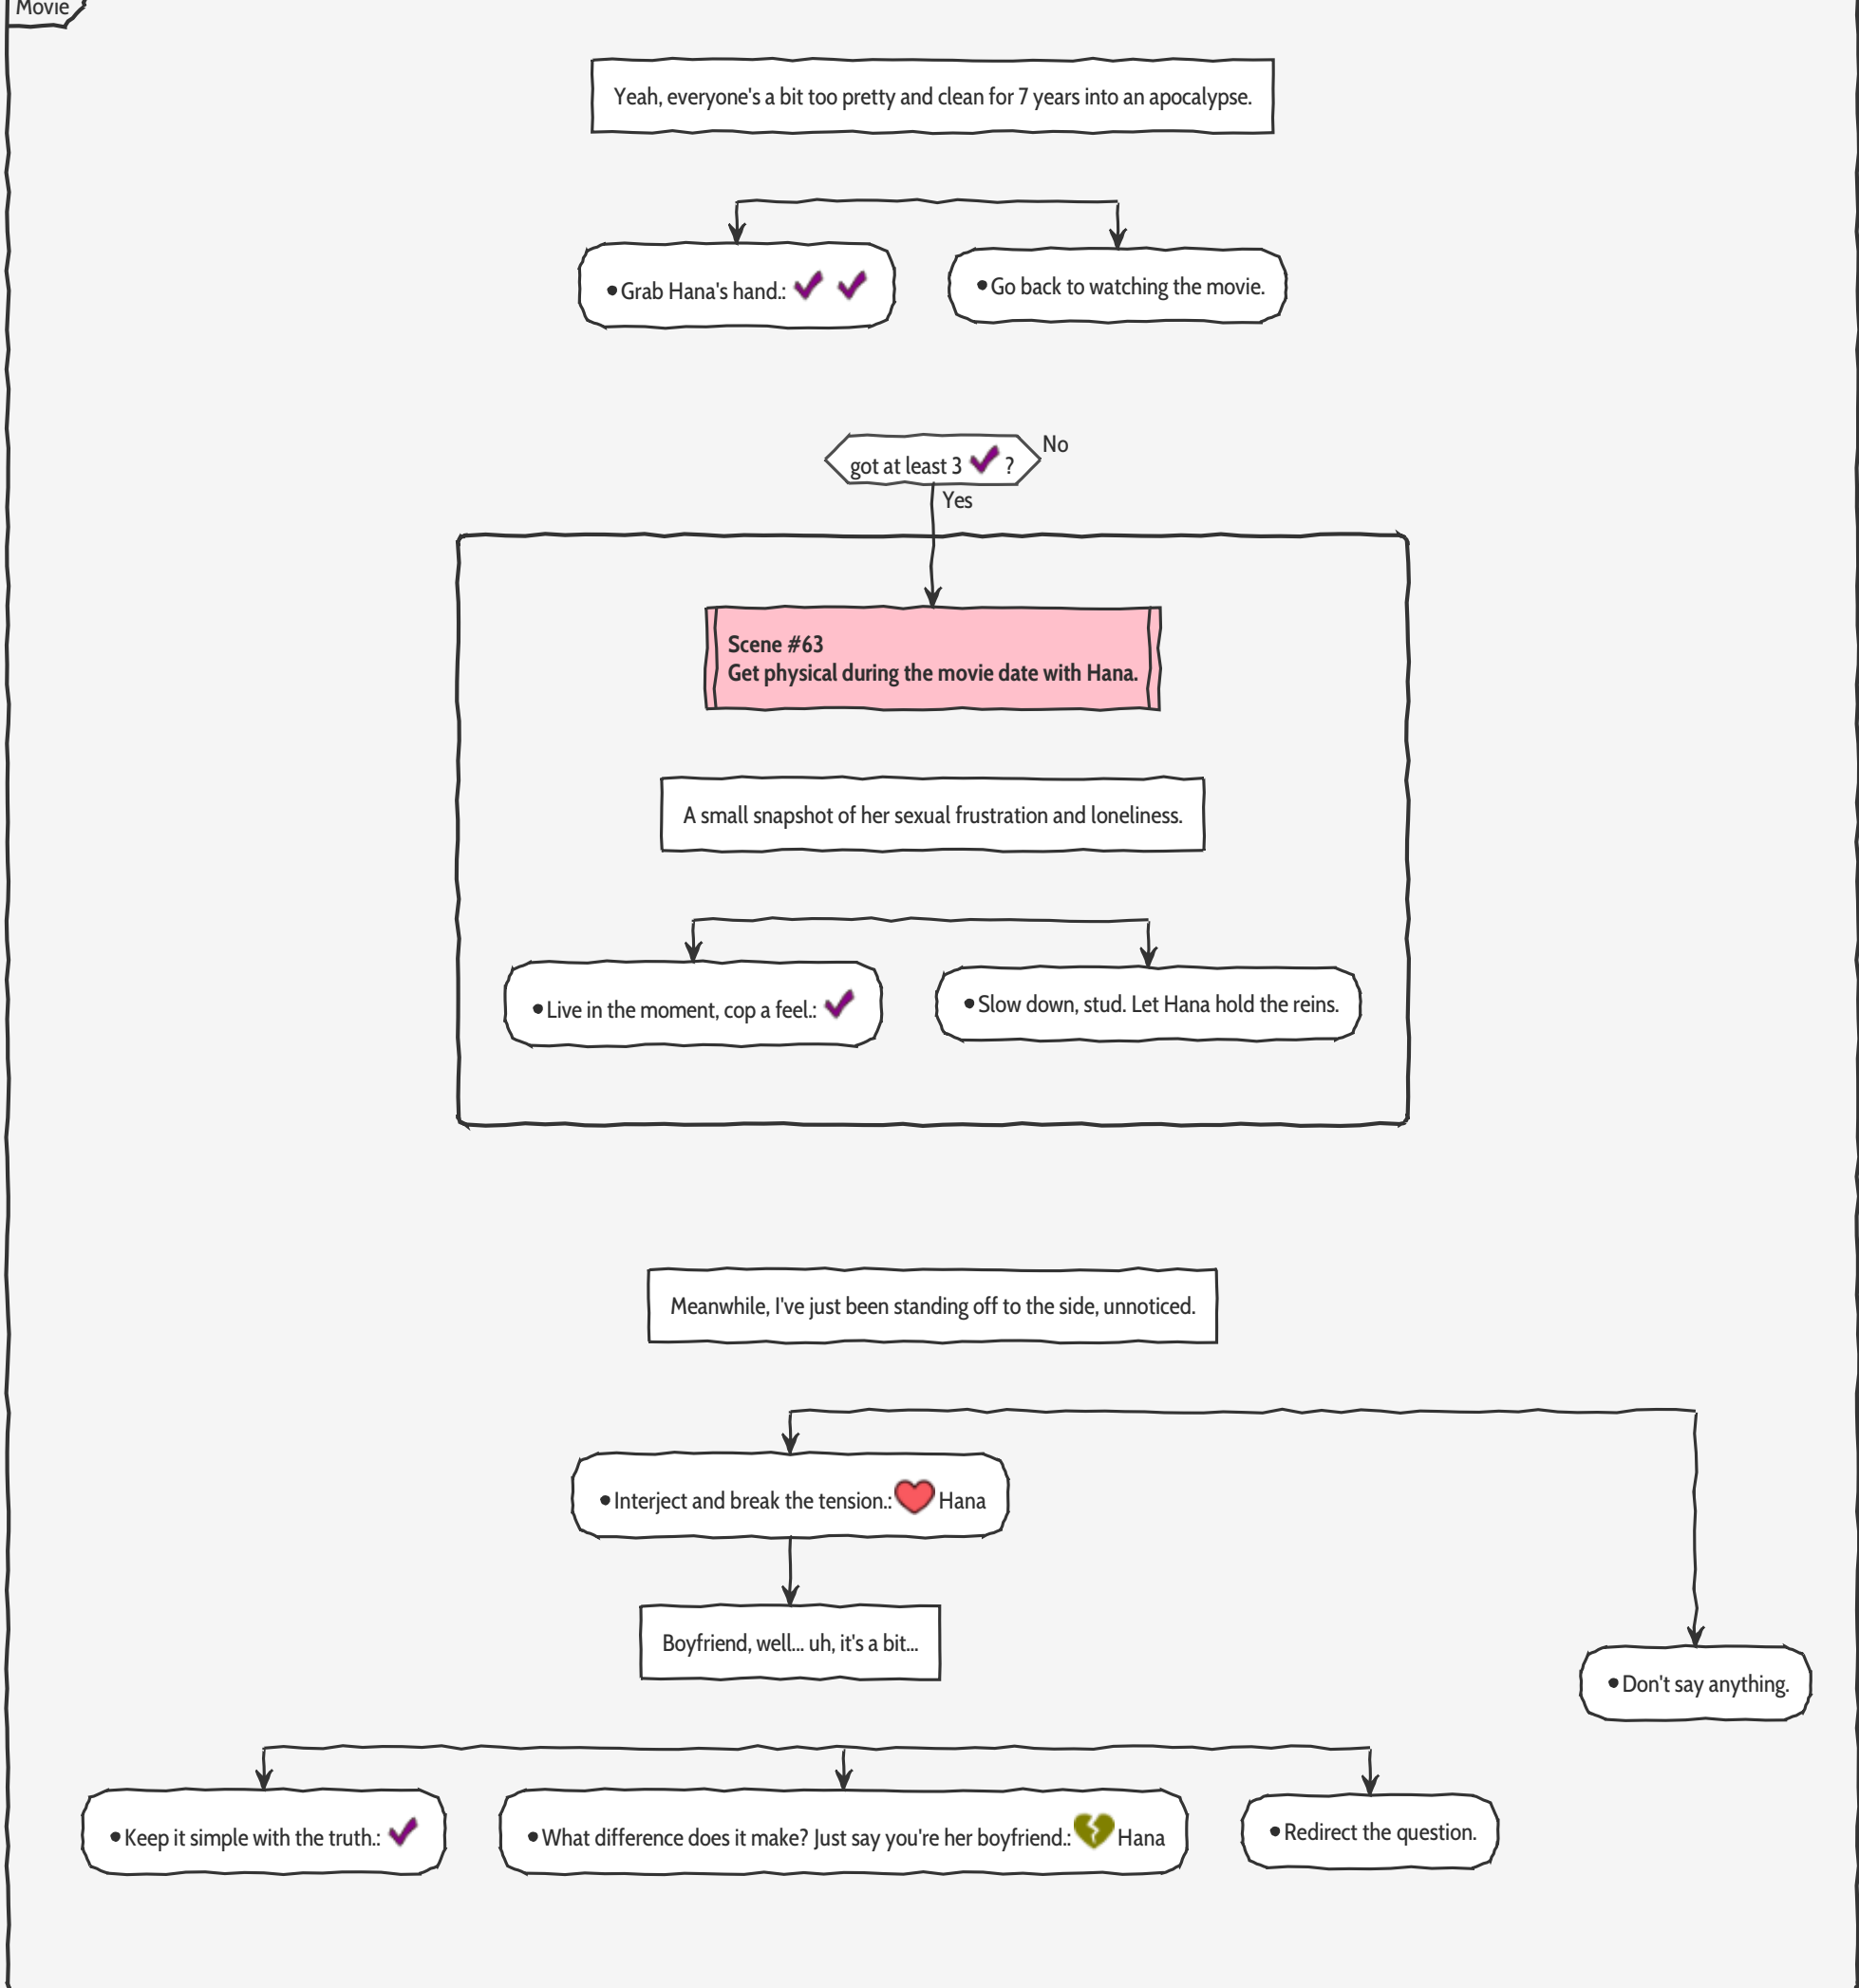 Movie
Yeah, everyone's a bit too pretty and clean for 7 years into an apocalypse.
•Grab Hana's hand.:
•Go back to watching the movie.
got at least 3 ?
No
Yes
Scene #63
Get physical during the movie date with Hana.
A small snapshot of her sexual frustration and loneliness.
•Live in the moment, cop a feel.:
•Slow down, stud. Let Hana hold the reins.
Meanwhile, I've just been standing off to the side, unnoticed.
•Interject and break the tension.: Hana
Boyfriend, well... uh, it's a bit...
•Don't say anything.
•Keep it simple with the truth.:
•What difference does it make? Just say you're her boyfriend.: Hana
•Redirect the question.